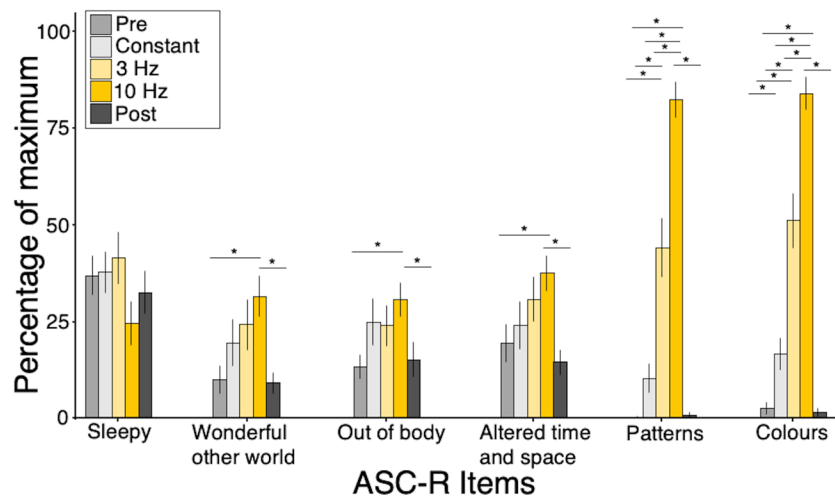 Percentage of maximum
100
75
50
25
0
Pre
Constant
3 Hz
10 Hz
Post
* * * * * *
* * * * * *
* * * * * * *
Sleepy
Wonderful
other world
Out of body
Altered time
and space
Patterns
Colours
ASC-R Items